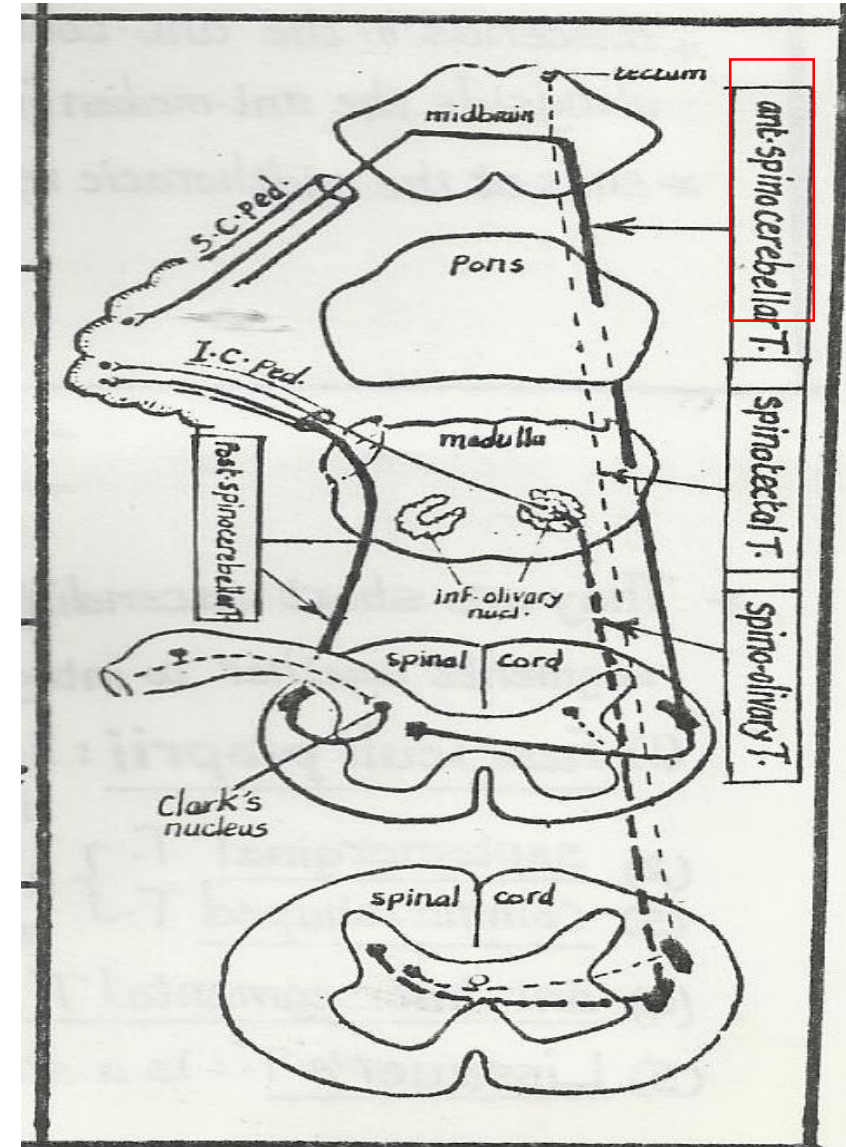 tectum
midbrain
ant-spinocerebellar T.
S.C.ped.
Pons
I.C.ped.
medulla
Post-spinocerebellar T.
spinotectal T.
inf. olivary
nucl.
spino-olivary T.
spinal cord
Clark's
nucleus
spinal cord